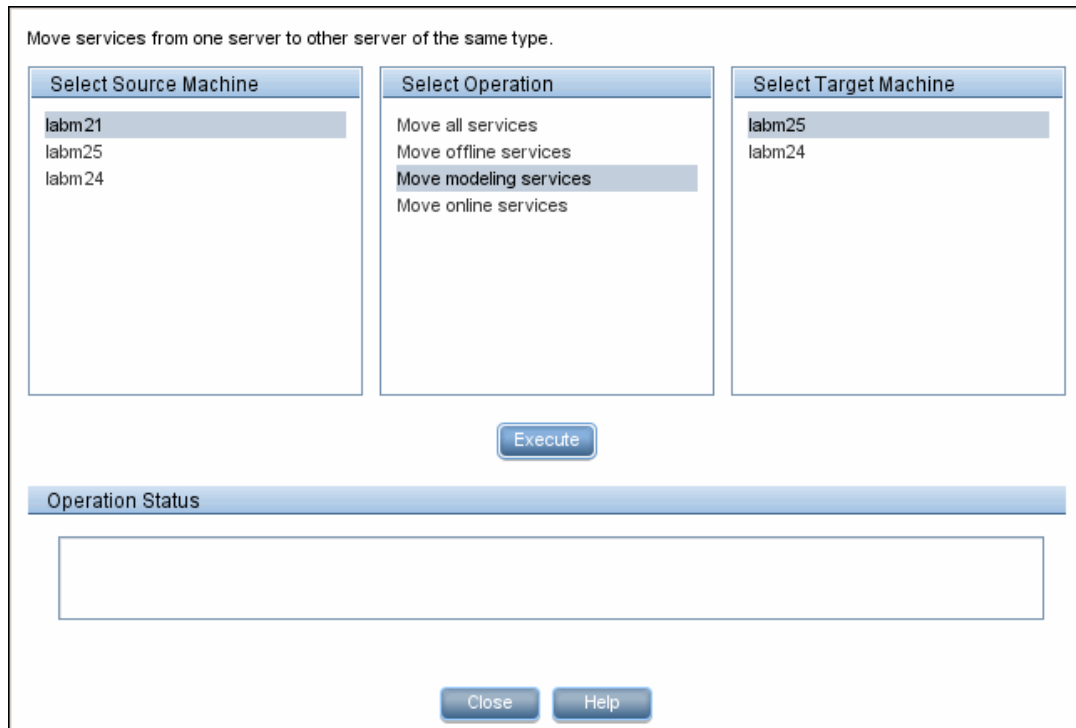 Move services from one server to other server of the same type.
Select Source Machine
labm21
labm25
labm24
Select Operation
Move all services
Move offline services
Move modeling services
Move online services
Select Target Machine
labm25
labm24
Execute
Operation Status
Close
Help